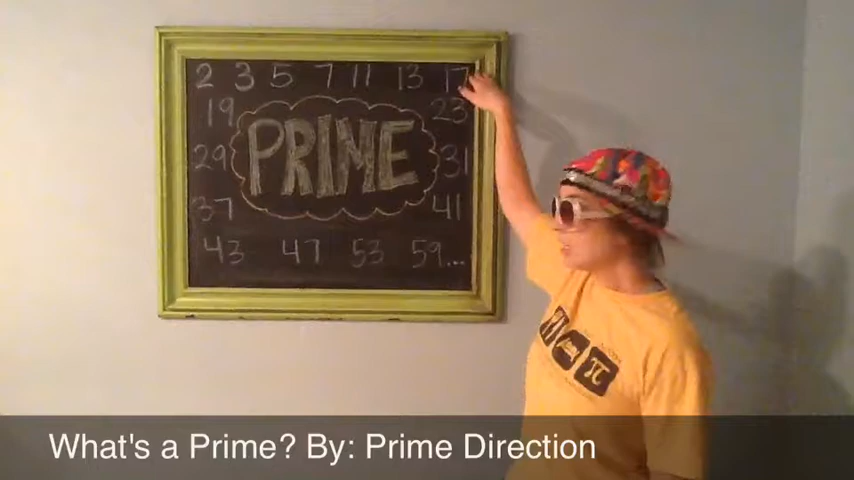 2 3 5 7 11 13 17
19 23
PRIME
29 31
37 41
43 47 53 59...
π
What's a Prime? By: Prime Direction